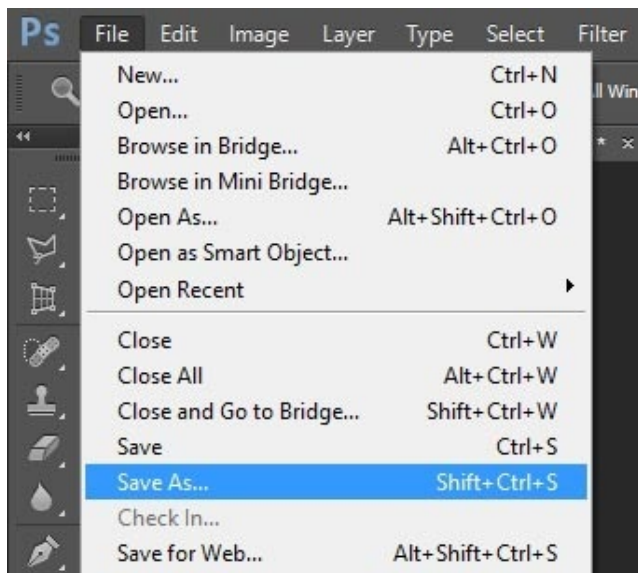 Ps File Edit Image Layer Type Select Filter
New... Ctrl+N
ll Win
Open... Ctrl+O
Browse in Bridge... Alt+Ctrl+O
* ×
Browse in Mini Bridge...
Open As... Alt+Shift+Ctrl+O
Open as Smart Object...
Open Recent
Close Ctrl+W
Close All Alt+Ctrl+W
Close and Go to Bridge... Shift+Ctrl+W
Save Ctrl+S
Save As... Shift+Ctrl+S
Check In...
Save for Web... Alt+Shift+Ctrl+S